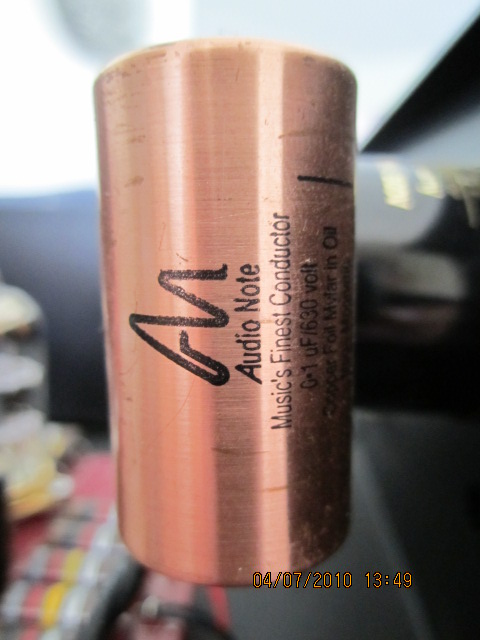 Audio Note
Music's Finest Conductor
0·1 uF/630 volt
Copper Foil Mylar in Oil
04/07/2010 13:49